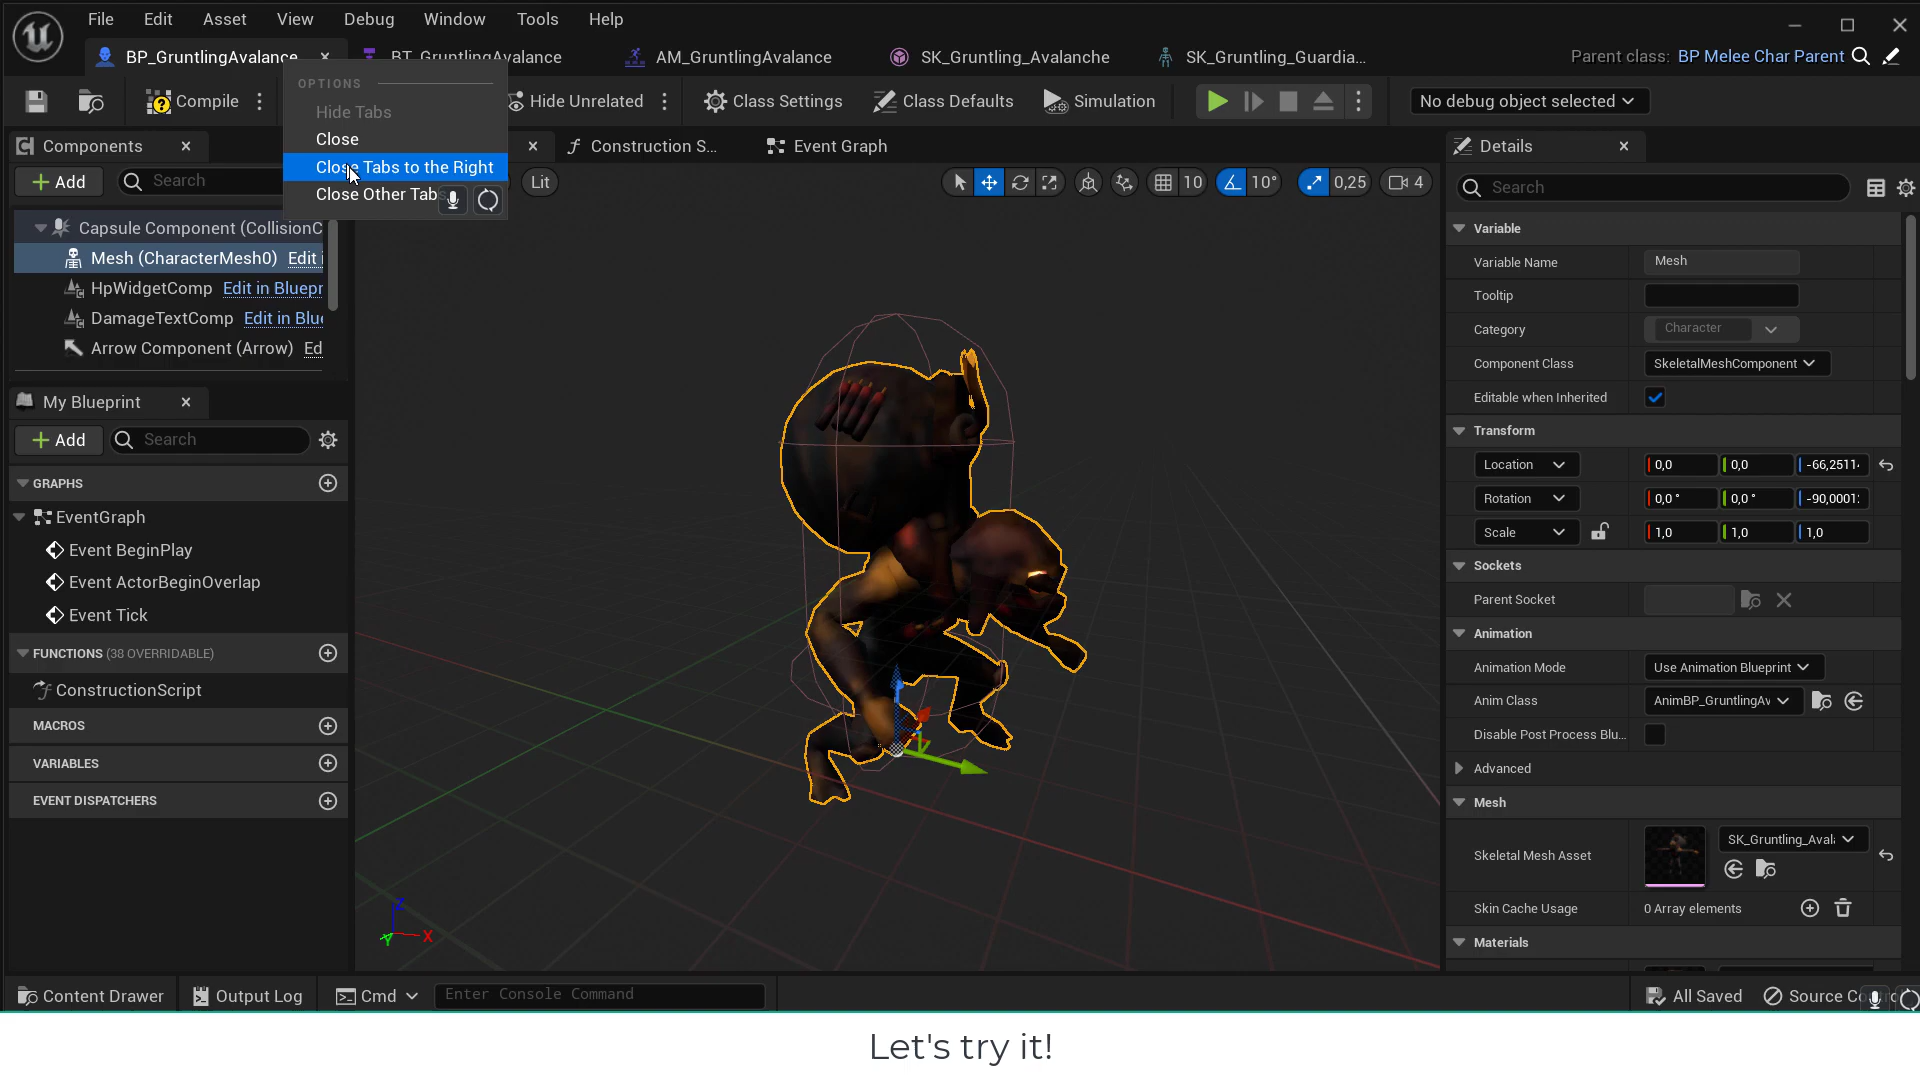 File Edit Asset View Debug Window Tools Help
BP_GruntlingAvalance BT_GruntlingAvalance AM_GruntlingAvalance SK_Gruntling_Avalanche SK_Gruntling_Guardia... Parent class: BP Melee Char Parent
OPTIONS
Hide Tabs
Close
Close Tabs to the Right
Close Other Tabs
Compile Hide Unrelated Class Settings Class Defaults Simulation No debug object selected
Components Construction S... Event Graph Details
Add Search Lit 10 10° 0,25 4 Search
Capsule Component (CollisionC
Mesh (CharacterMesh0) Edit i
HpWidgetComp Edit in Bluepr
DamageTextComp Edit in Blue
Arrow Component (Arrow) Ed
My Blueprint
Add Search
GRAPHS
EventGraph
Event BeginPlay
Event ActorBeginOverlap
Event Tick
FUNCTIONS (38 OVERRIDABLE)
ConstructionScript
MACROS
VARIABLES
EVENT DISPATCHERS
Z
Y X
Variable
Variable Name Mesh
Tooltip
Category Character
Component Class SkeletalMeshComponent
Editable when Inherited
Transform
Location 0,0 0,0 -66,2511
Rotation 0,0 ° 0,0 ° -90,0001
Scale 1,0 1,0 1,0
Sockets
Parent Socket
Animation
Animation Mode Use Animation Blueprint
Anim Class AnimBP_GruntlingAv
Disable Post Process Blu...
Advanced
Mesh
Skeletal Mesh Asset SK_Gruntling_Avala
Skin Cache Usage 0 Array elements
Materials
Content Drawer Output Log Cmd Enter Console Command All Saved Source Contro
Let's try it!